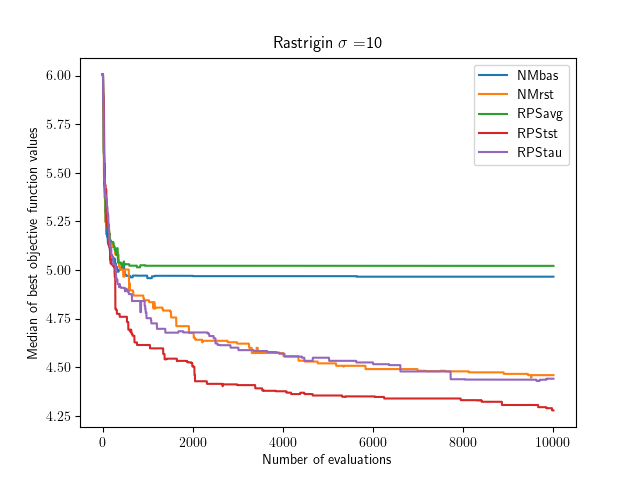 Rastrigin σ =10
Median of best objective function values
6.00
5.75
5.50
5.25
5.00
4.75
4.50
4.25
NMbas
NMrst
RPSavg
RPStst
RPStau
0 2000 4000 6000 8000 10000
Number of evaluations